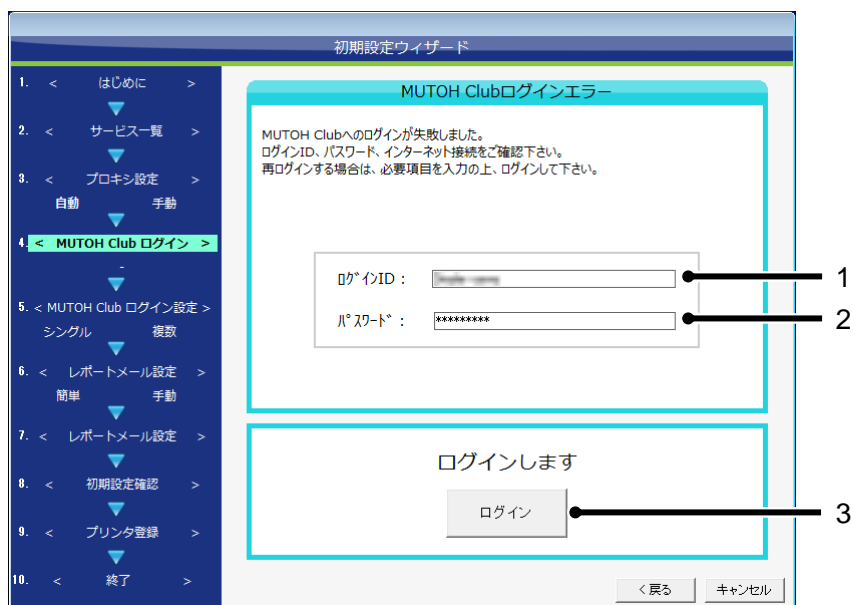 初期設定ウィザード
1. < はじめに >
2. < サービス一覧 >
3. < プロキシ設定 >
自動 手動
4. < MUTOH Club ログイン >
-
5. < MUTOH Club ログイン設定 >
シングル 複数
6. < レポートメール設定 >
簡単 手動
7. < レポートメール設定 >
8. < 初期設定確認 >
9. < プリンタ登録 >
10. < 終了 >
MUTOH Clubログインエラー
MUTOH Clubへのログインが失敗しました。
ログインID、パスワード、インターネット接続をご確認下さい。
再ログインする場合は、必要項目を入力の上、ログインして下さい。
ﾛｸﾞｲﾝID :
1
ﾊﾟｽﾜｰﾄﾞ : *********
2
ログインします
ログイン
3
<戻る キャンセル